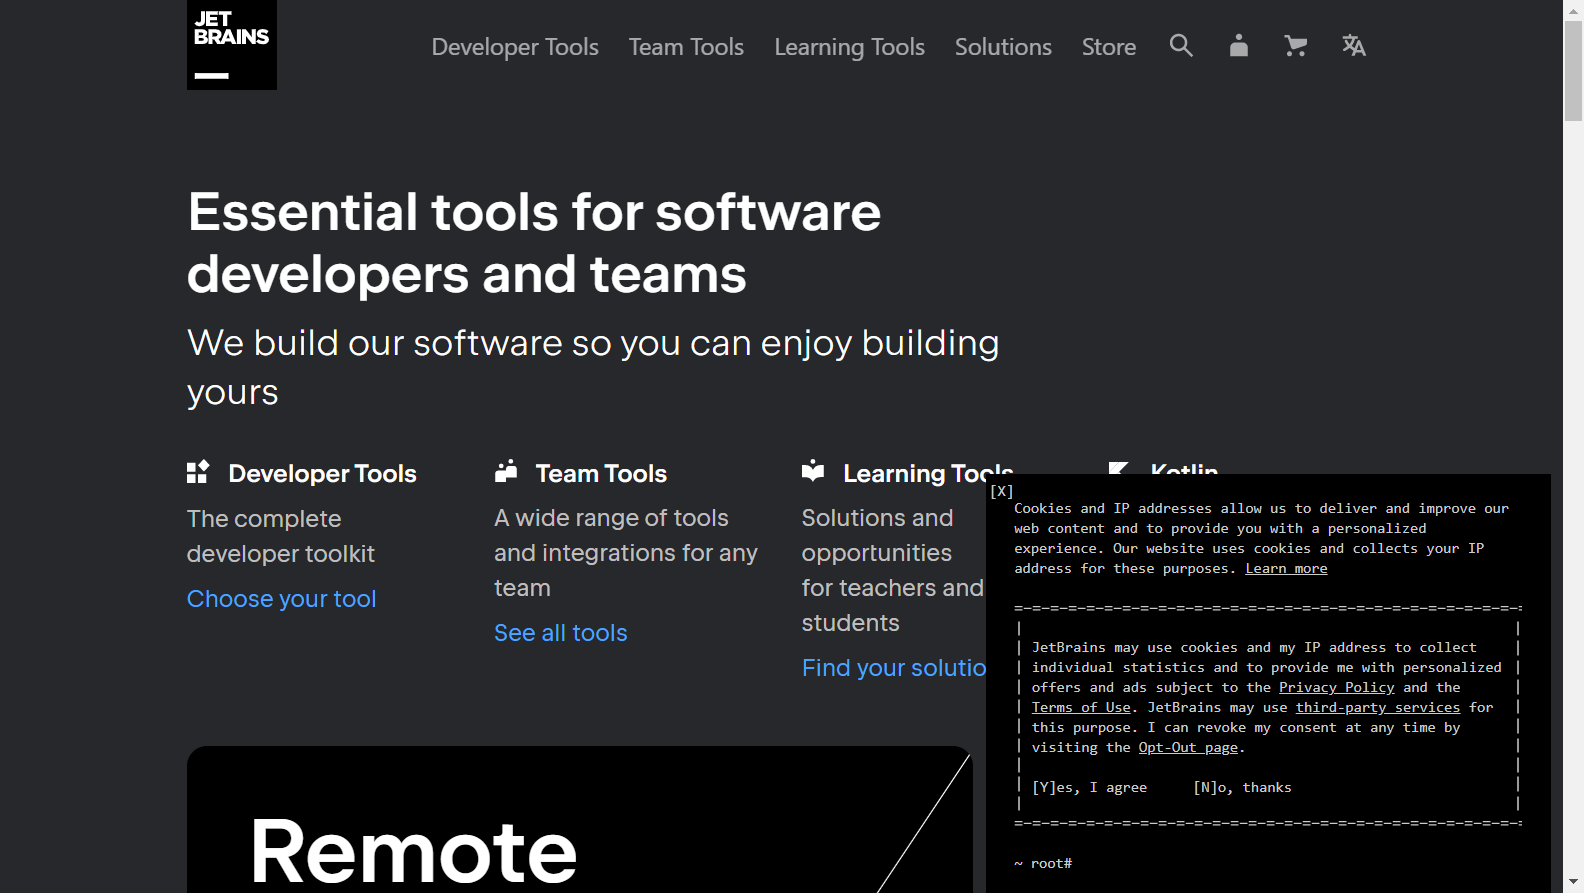 JET
BRAINS
Developer Tools
Team Tools
Learning Tools
Solutions
Store
Essential tools for software
developers and teams
We build our software so you can enjoy building
yours
Developer Tools
The complete
developer toolkit
Choose your tool
Team Tools
A wide range of tools
and integrations for any
team
See all tools
Learning Tools
Solutions and
opportunities
for teachers and
students
Find your solutio
Kotlin
Remote
[X]
Cookies and IP addresses allow us to deliver and improve our
web content and to provide you with a personalized
experience. Our website uses cookies and collects your IP
address for these purposes. Learn more
JetBrains may use cookies and my IP address to collect
individual statistics and to provide me with personalized
offers and ads subject to the Privacy Policy and the
Terms of Use. JetBrains may use third-party services for
this purpose. I can revoke my consent at any time by
visiting the Opt-Out page.
[Y]es, I agree
[N]o, thanks
~ root#